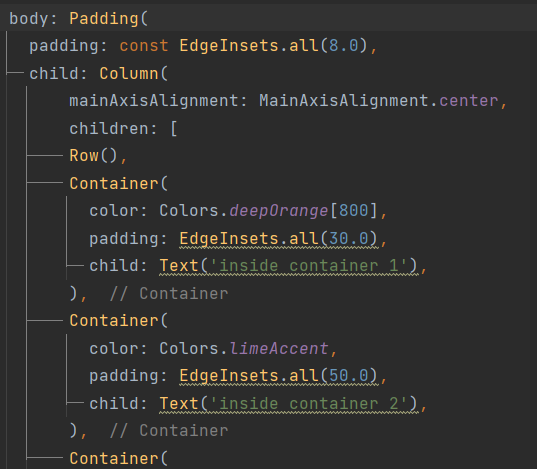 body: Padding(
padding: const EdgeInsets.all(8.0),
child: Column(
mainAxisAlignment: MainAxisAlignment.center,
children: [
Row(),
Container(
color: Colors.deepOrange[800],
padding: EdgeInsets.all(30.0),
child: Text('inside container 1'),
), // Container
Container(
color: Colors.limeAccent,
padding: EdgeInsets.all(50.0),
child: Text('inside container 2'),
), // Container
Container(